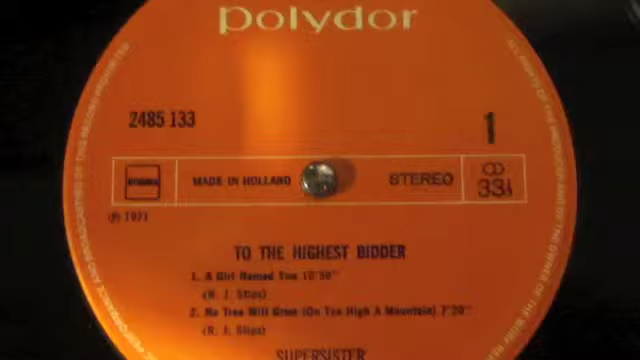 polydor
2485 133
1
STEMRA
MADE IN HOLLAND
STEREO
33⅓
℗ 1971
TO THE HIGHEST BIDDER
1. A Girl Named You 10'50"
(R. J. Stips)
2. No Tree Will Grow (On Too High A Mountain) 7'20"
(R. J. Stips)
SUPERSISTER